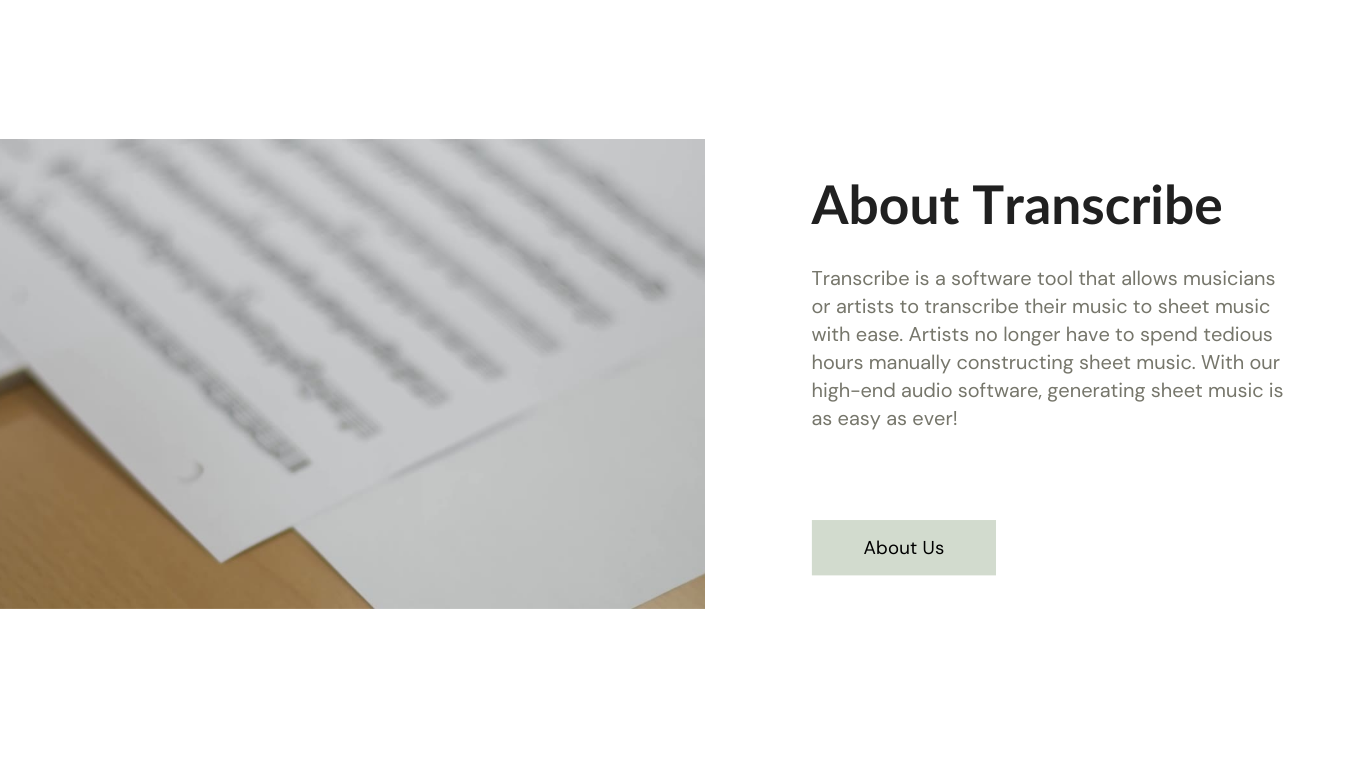 About Transcribe
Transcribe is a software tool that allows musicians
or artists to transcribe their music to sheet music
with ease. Artists no longer have to spend tedious
hours manually constructing sheet music. With our
high-end audio software, generating sheet music is
as easy as ever!
About Us